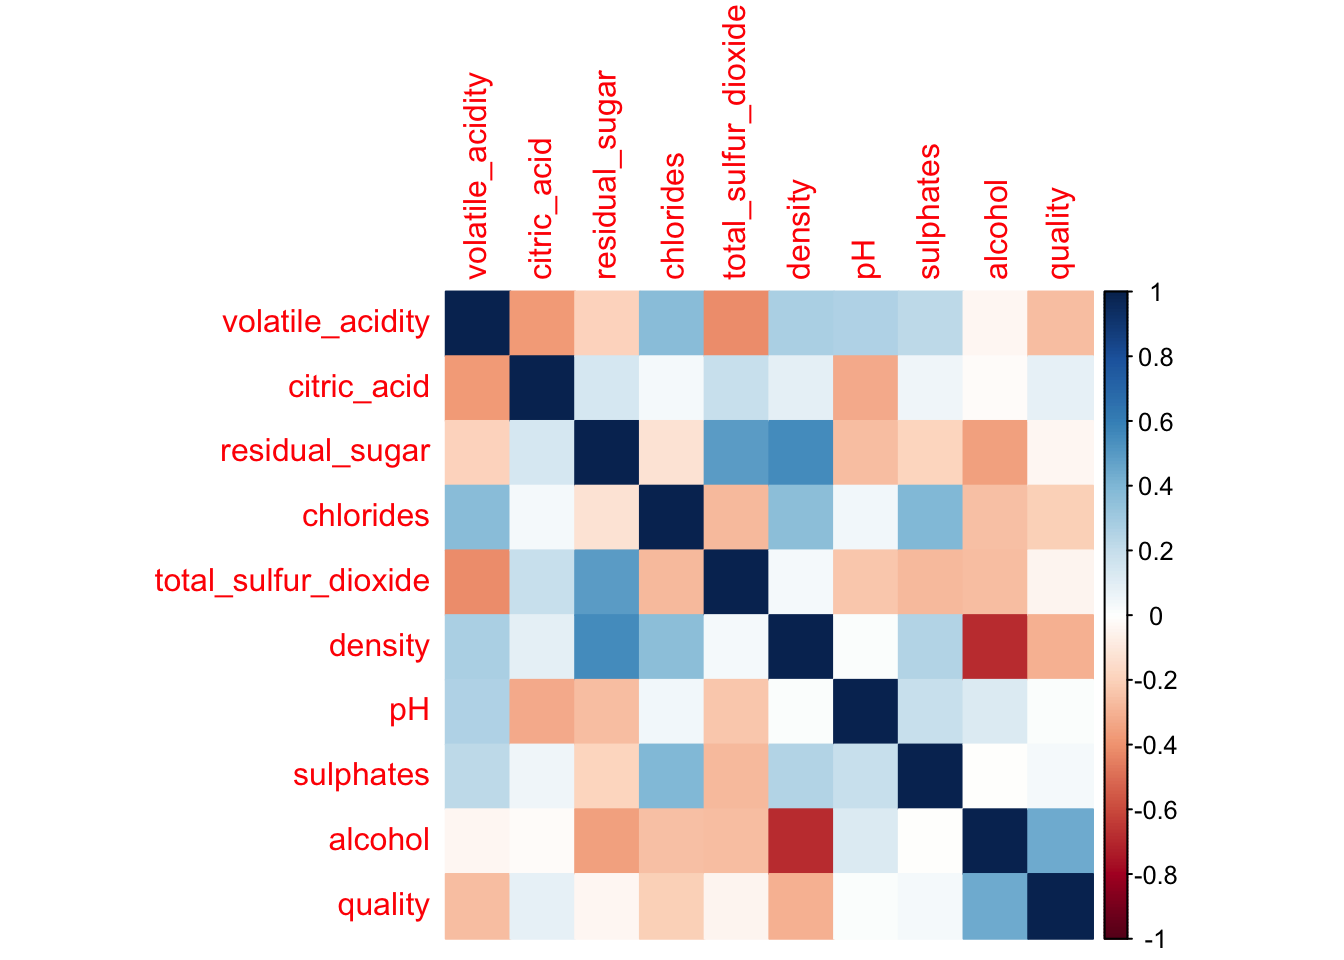 volatile_acidity
citric_acid
residual_sugar
chlorides
total_sulfur_dioxide
density
pH
sulphates
alcohol
quality
volatile_acidity
citric_acid
residual_sugar
chlorides
total_sulfur_dioxide
density
pH
sulphates
alcohol
quality
1
0.8
0.6
0.4
0.2
0
-0.2
-0.4
-0.6
-0.8
-1